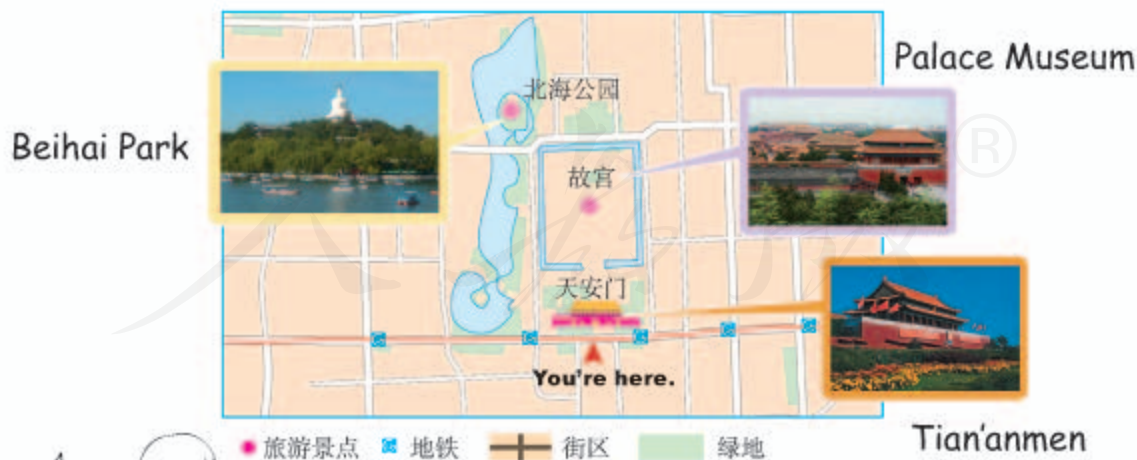 Palace Museum
北海公园
Beihai Park
®
故宫
天安门
You're here.
旅游景点 地铁 街区 绿地
Tian'anmen